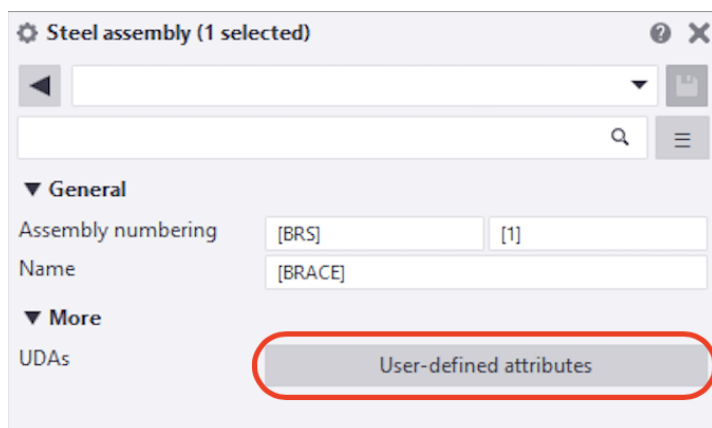 Steel assembly (1 selected)
General
Assembly numbering [BRS] [1]
Name [BRACE]
More
UDAs User-defined attributes